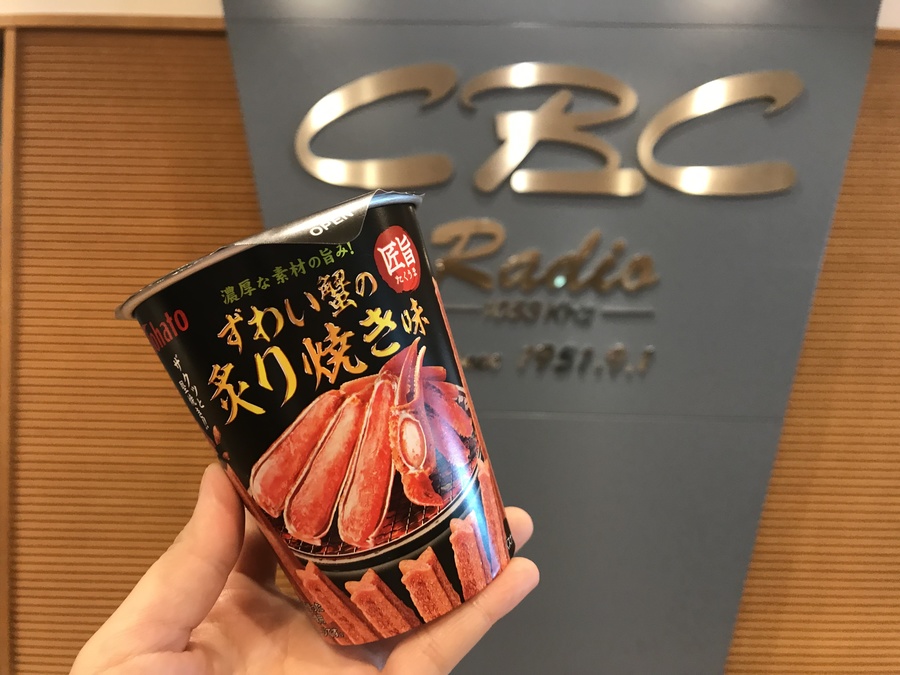 CBC
Radio
1053 KHz
1951.9.1
OPEN
濃厚な素材の旨み!
匠旨
たくうま
ずわい蟹の
炙り焼き味
Tohato